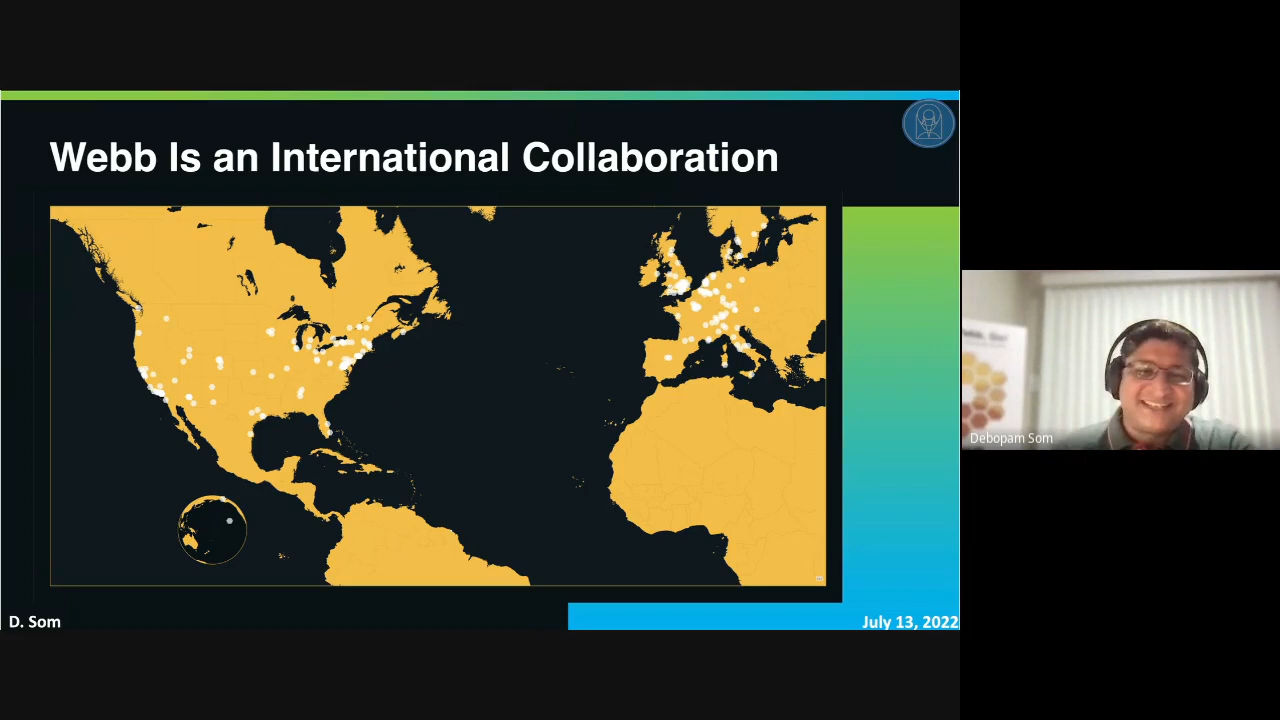 Webb Is an International Collaboration
D. Som
July 13, 2022
Debopam Som